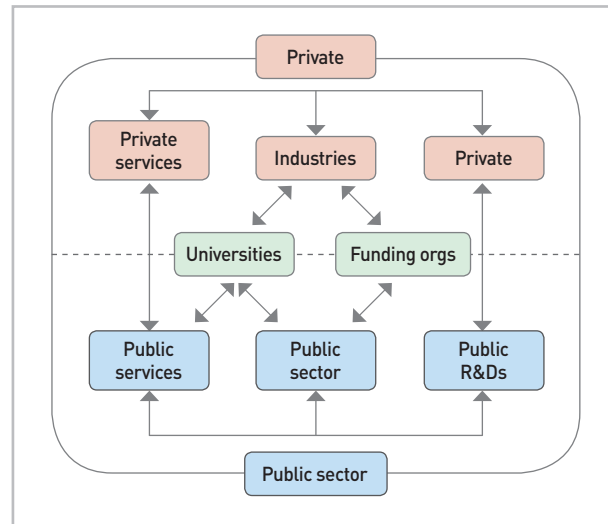 Private
Private
services
Industries
Private
Universities
Funding orgs
Public
services
Public
sector
Public
R&Ds
Public sector